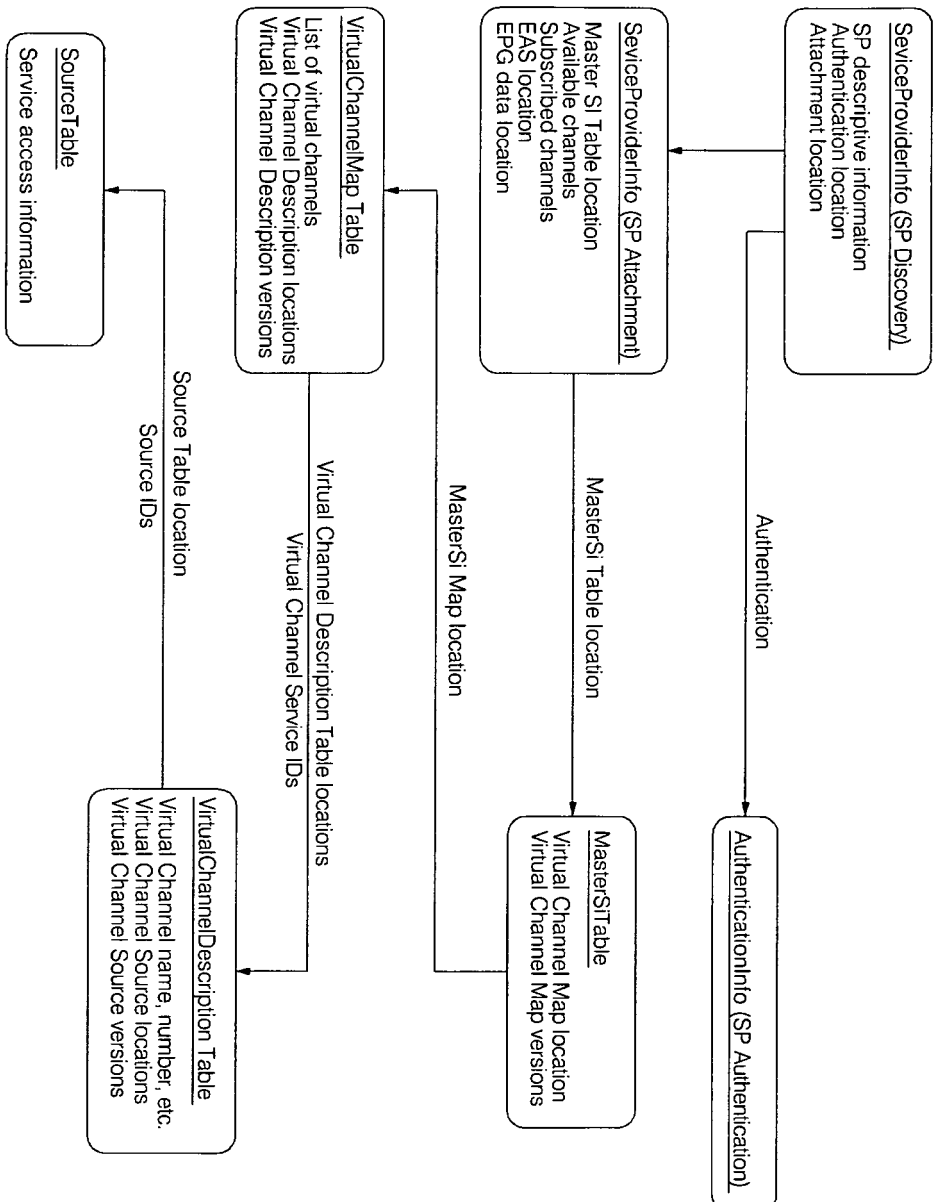 SeviceProviderInfo (SP Discovery)
SP descriptive information
Authentication location
Attachment location
Authentication
AuthenticationInfo (SP Authentication)
SeviceProviderInfo (SP Attachment)
Master SI Table location
Available channels
Subscribed channels
EAS location
EPG data location
MasterSi Table location
MasterSiTable
Virtual Channel Map location
Virtual Channel Map versions
MasterSi Map location
VirtualChannelMap Table
List of virtual channels
Virtual Channel Description locations
Virtual Channel Description versions
Virtual Channel Description Table locations
Virtual Channel Service IDs
VirtualChannelDescription Table
Virtual Channel name, number, etc.
Virtual Channel Source locations
Virtual Channel Source versions
Source Table location
Source IDs
SourceTable
Service access information